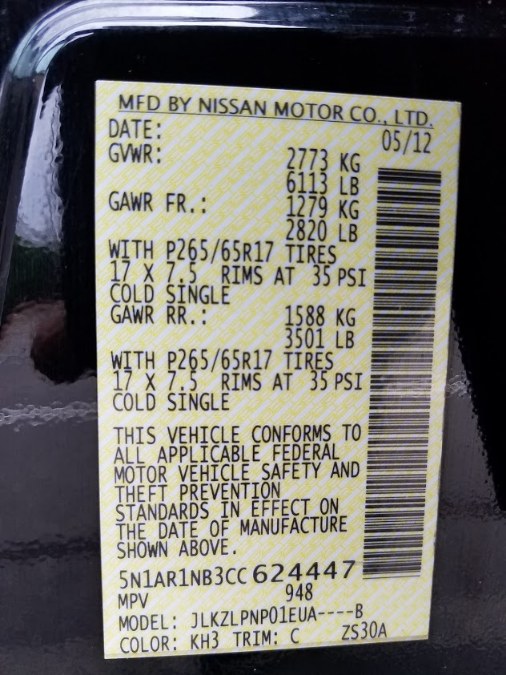 MFD BY NISSAN MOTOR CO., LTD.
DATE: 05/12
GVWR: 2773 KG
6113 LB
GAWR FR.: 1279 KG
2820 LB
WITH P265/65R17 TIRES
17 X 7.5 RIMS AT 35 PSI
COLD SINGLE
GAWR RR.: 1588 KG
3501 LB
WITH P265/65R17 TIRES
17 X 7.5 RIMS AT 35 PSI
COLD SINGLE
THIS VEHICLE CONFORMS TO
ALL APPLICABLE FEDERAL
MOTOR VEHICLE SAFETY AND
THEFT PREVENTION
STANDARDS IN EFFECT ON
THE DATE OF MANUFACTURE
SHOWN ABOVE.
5N1AR1NB3CC624447
MPV 948
MODEL: JLKZLPNP01EUA----B
COLOR: KH3 TRIM: C ZS30A